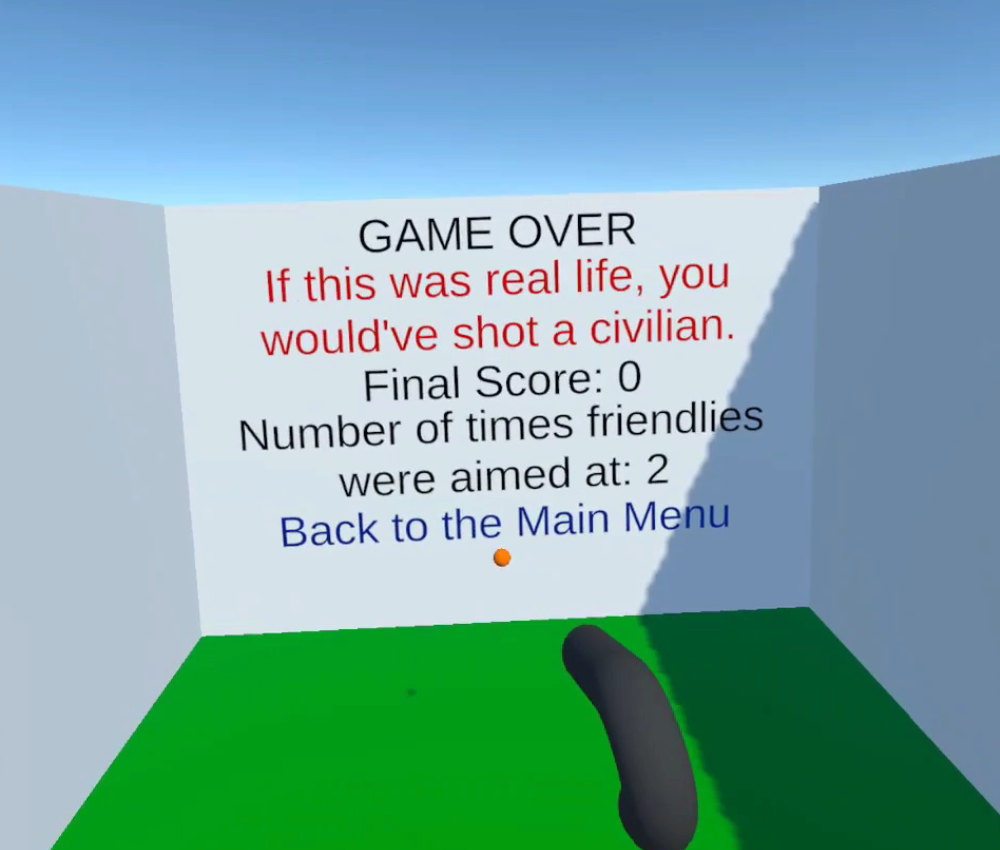 GAME OVER
If this was real life, you
would've shot a civilian.
Final Score: 0
Number of times friendlies
were aimed at: 2
Back to the Main Menu